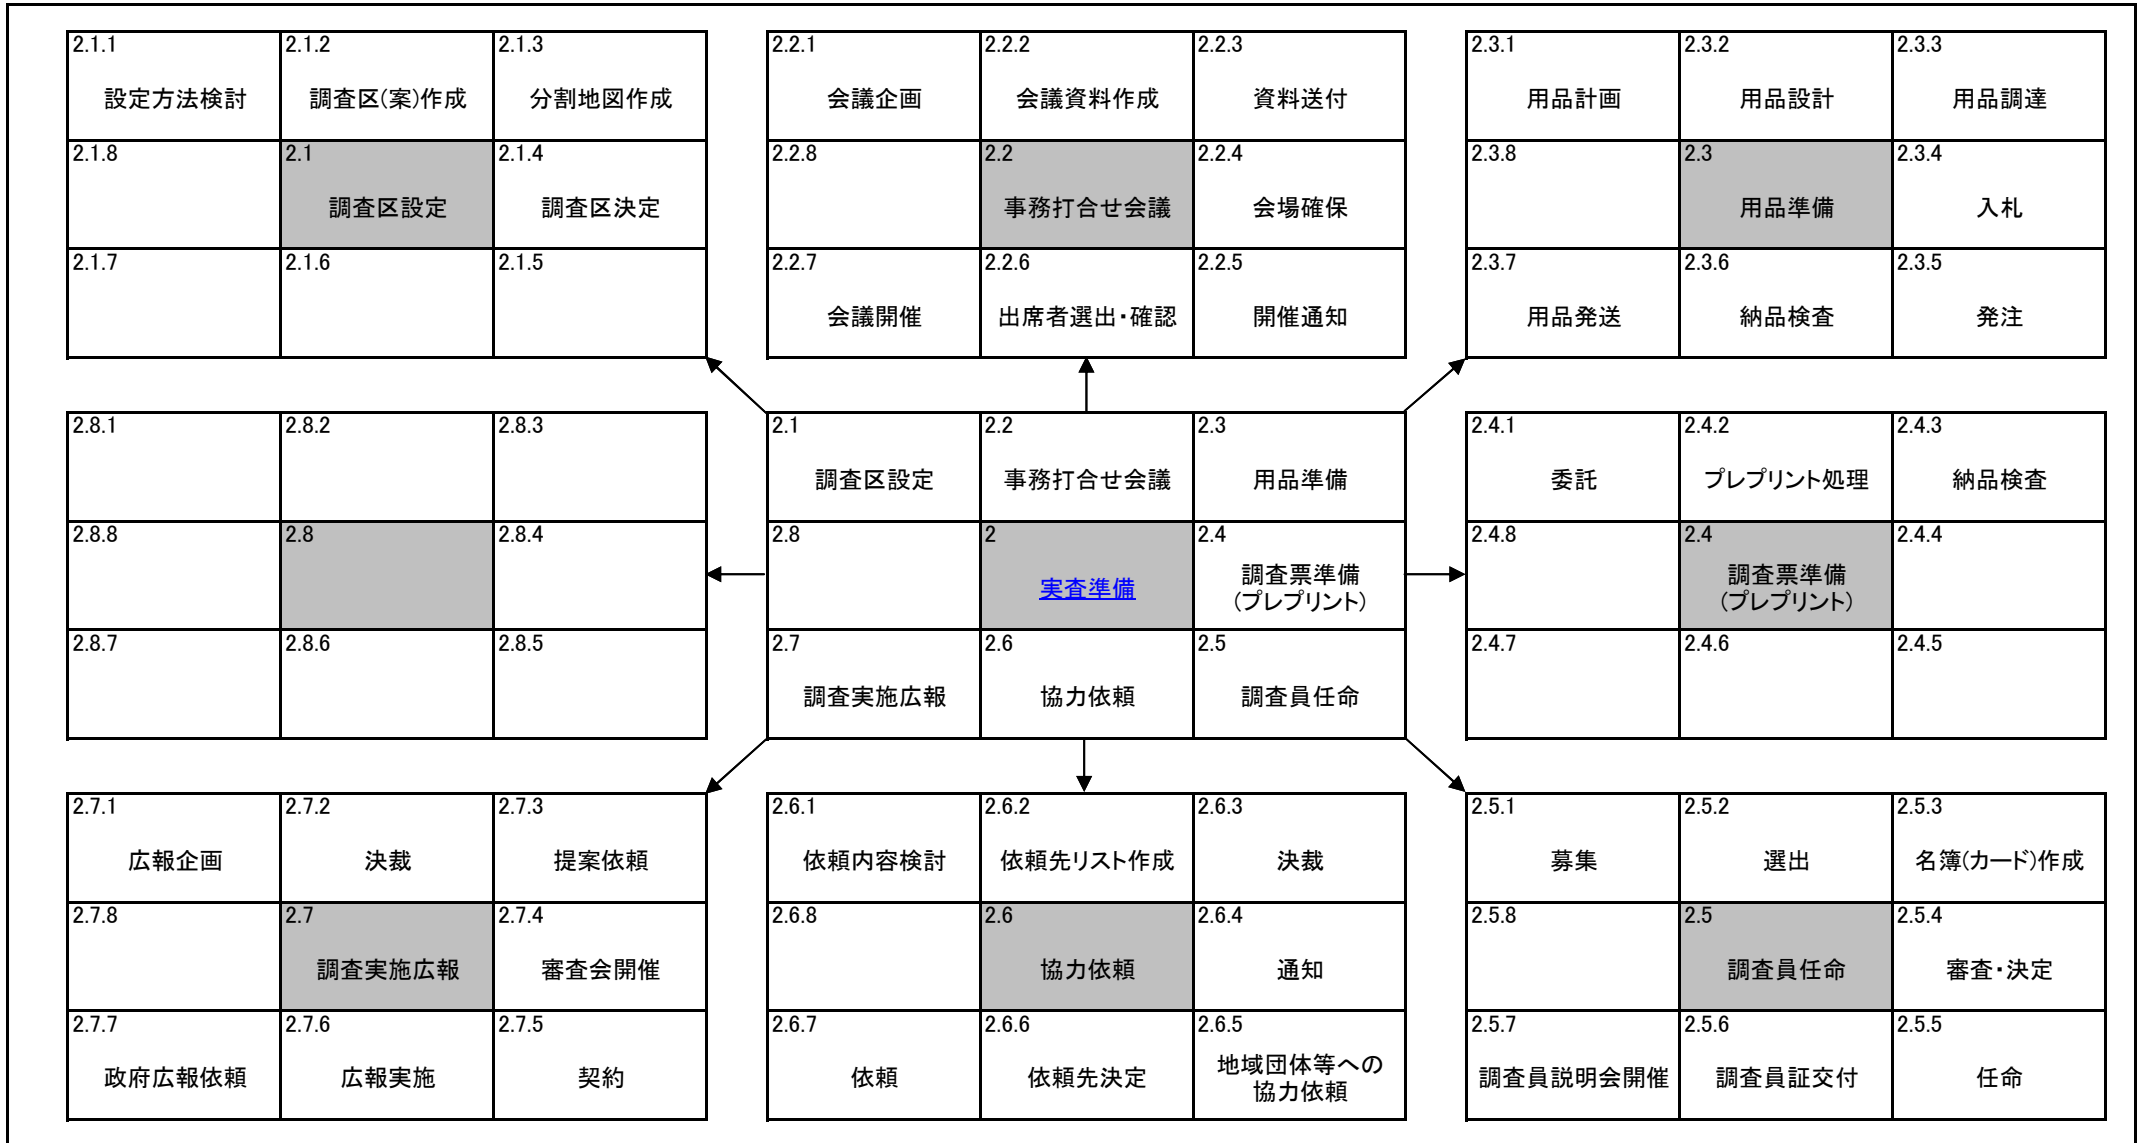 2.1.1
設定方法検討
2.1.2
調査区(案)作成
2.1.3
分割地図作成
2.1.8
2.1
調査区設定
2.1.4
調査区決定
2.1.7
2.1.6
2.1.5
2.2.1
会議企画
2.2.2
会議資料作成
2.2.3
資料送付
2.2.8
2.2
事務打合せ会議
2.2.4
会場確保
2.2.7
会議開催
2.2.6
出席者選出・確認
2.2.5
開催通知
2.3.1
用品計画
2.3.2
用品設計
2.3.3
用品調達
2.3.8
2.3
用品準備
2.3.4
入札
2.3.7
用品発送
2.3.6
納品検査
2.3.5
発注
2.8.1
2.8.2
2.8.3
2.8.8
2.8
2.8.4
2.8.7
2.8.6
2.8.5
2.1
調査区設定
2.2
事務打合せ会議
2.3
用品準備
2.8
2
実査準備
2.4
調査票準備
(プレプリント)
2.7
調査実施広報
2.6
協力依頼
2.5
調査員任命
2.4.1
委託
2.4.2
プレプリント処理
2.4.3
納品検査
2.4.8
2.4
調査票準備
(プレプリント)
2.4.4
2.4.7
2.4.6
2.4.5
2.7.1
広報企画
2.7.2
決裁
2.7.3
提案依頼
2.7.8
2.7
調査実施広報
2.7.4
審査会開催
2.7.7
政府広報依頼
2.7.6
広報実施
2.7.5
契約
2.6.1
依頼内容検討
2.6.2
依頼先リスト作成
2.6.3
決裁
2.6.8
2.6
協力依頼
2.6.4
通知
2.6.7
依頼
2.6.6
依頼先決定
2.6.5
地域団体等への
協力依頼
2.5.1
募集
2.5.2
選出
2.5.3
名簿(カード)作成
2.5.8
2.5
調査員任命
2.5.4
審査・決定
2.5.7
調査員説明会開催
2.5.6
調査員証交付
2.5.5
任命